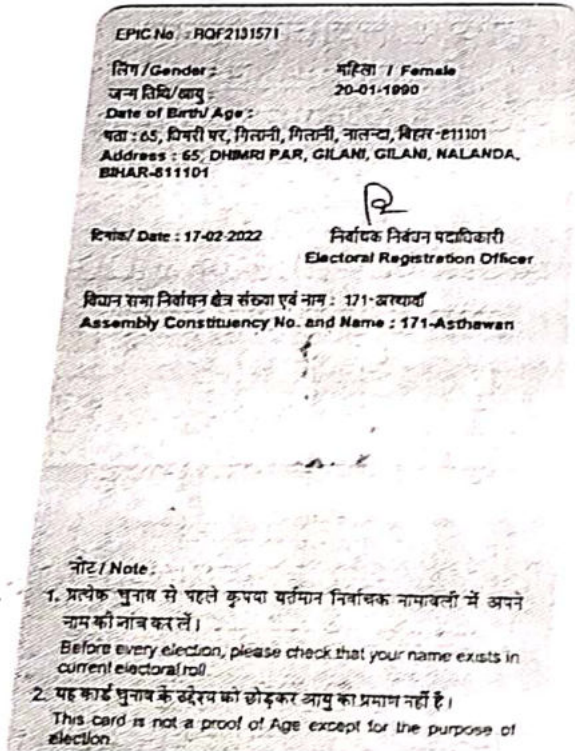 EPIC No. : RQF2131571
लिंग /Gender : महिला / Female
जन्म तिथि/आयु : 20-01-1990
Date of Birth/ Age :
पता : 65, धिमरी पर, गिलानी, गिलानी, नालन्दा, बिहार-811101
Address : 65, DHIMRI PAR, GILANI, GILANI, NALANDA,
BIHAR-811101
दिनांक/ Date : 17-02-2022 निर्वाचक निबंधन पदाधिकारी
Electoral Registration Officer
विधान सभा निर्वाचन क्षेत्र संख्या एवं नाम : 171-अस्थावाँ
Assembly Constituency No. and Name : 171-Asthawan
नोट / Note :
1. प्रत्येक चुनाव से पहले कृपया वर्तमान निर्वाचक नामावली में अपने
नाम की जांच कर लें।
Before every election, please check that your name exists in
current electoral roll
2. यह कार्ड चुनाव के उद्देश्य को छोड़कर आयु का प्रमाण नहीं है।
This card is not a proof of Age except for the purpose of
election